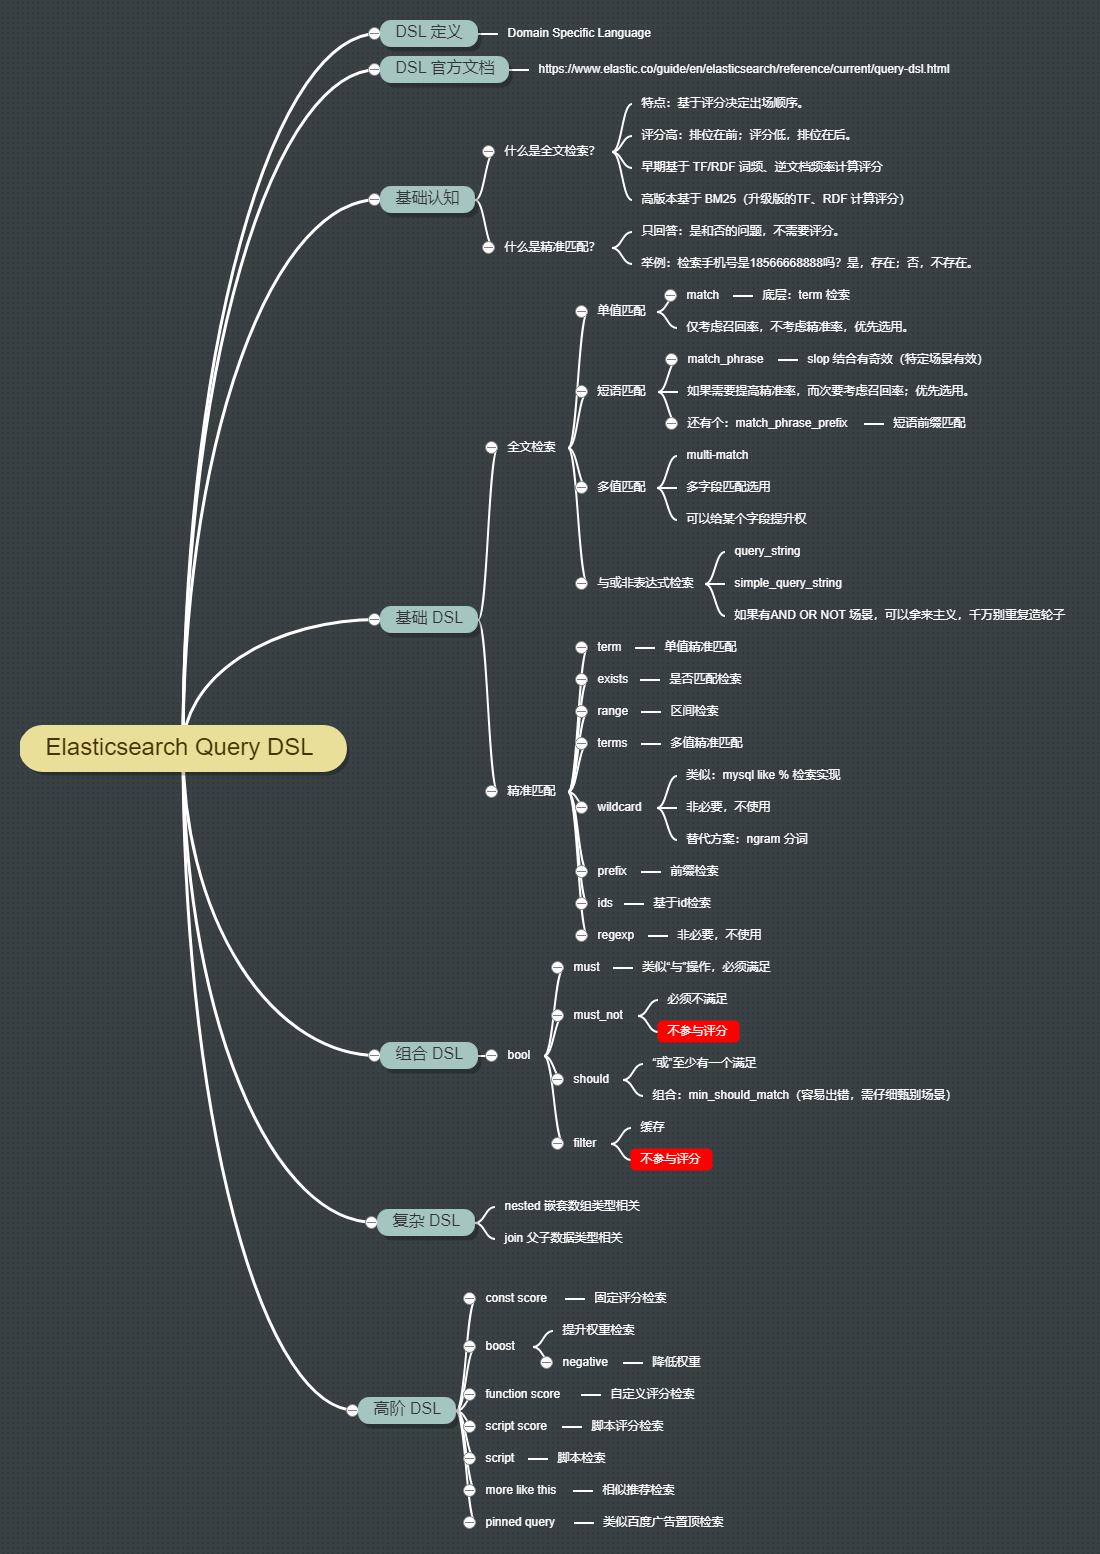 DSL 定义
Domain Specific Language
DSL 官方文档
https://www.elastic.co/guide/en/elasticsearch/reference/current/query-dsl.html
基础认知
什么是全文检索？
特点：基于评分决定出场顺序。
评分高：排位在前；评分低，排位在后。
早期基于 TF/RDF 词频、逆文档频率计算评分
高版本基于 BM25（升级版的TF、RDF 计算评分）
什么是精准匹配？
只回答：是和否的问题，不需要评分。
举例：检索手机号是18566668888吗？是，存在；否，不存在。
基础 DSL
全文检索
单值匹配
match
底层：term 检索
仅考虑召回率，不考虑精准率，优先选用。
短语匹配
match_phrase
slop 结合有奇效（特定场景有效）
如果需要提高精准率，而次要考虑召回率；优先选用。
还有个：match_phrase_prefix
短语前缀匹配
多值匹配
multi-match
多字段匹配选用
可以给某个字段提升权
与或非表达式检索
query_string
simple_query_string
如果有AND OR NOT 场景，可以拿来主义，千万别重复造轮子
精准匹配
term
单值精准匹配
exists
是否匹配检索
range
区间检索
terms
多值精准匹配
wildcard
类似：mysql like % 检索实现
非必要，不使用
替代方案：ngram 分词
prefix
前缀检索
ids
基于id检索
regexp
非必要，不使用
Elasticsearch Query DSL
组合 DSL
bool
must
类似“与”操作，必须满足
must_not
必须不满足
不参与评分
should
“或”至少有一个满足
组合：min_should_match（容易出错，需仔细甄别场景）
filter
缓存
不参与评分
复杂 DSL
nested 嵌套数组类型相关
join 父子数据类型相关
高阶 DSL
const score
固定评分检索
boost
提升权重检索
negative
降低权重
function score
自定义评分检索
script score
脚本评分检索
script
脚本检索
more like this
相似推荐检索
pinned query
类似百度广告置顶检索